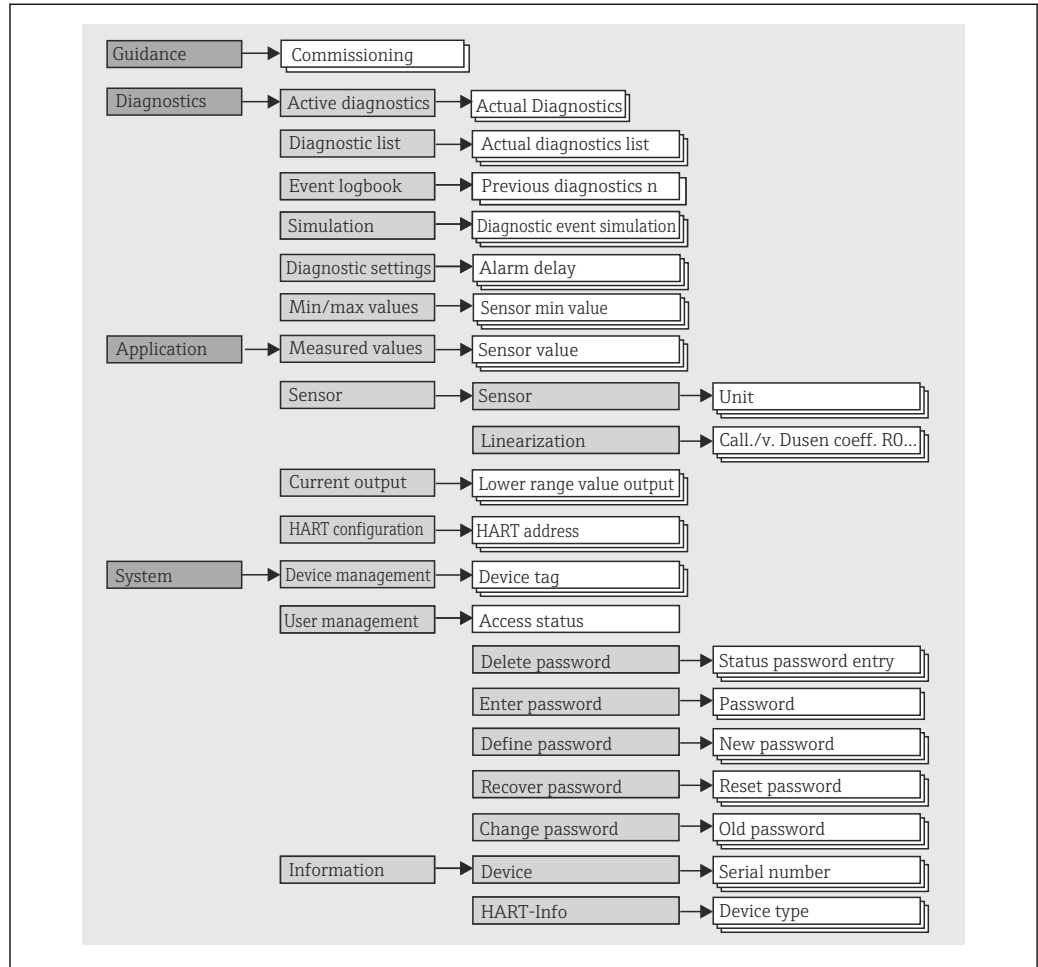 Guidance
Commissioning
Diagnostics
Active diagnostics
Actual Diagnostics
Diagnostic list
Actual diagnostics list
Event logbook
Previous diagnostics n
Simulation
Diagnostic event simulation
Diagnostic settings
Alarm delay
Min/max values
Sensor min value
Application
Measured values
Sensor value
Sensor
Sensor
Unit
Linearization
Call./v. Dusen coeff. R0...
Current output
Lower range value output
HART configuration
HART address
System
Device management
Device tag
User management
Access status
Delete password
Status password entry
Enter password
Password
Define password
New password
Recover password
Reset password
Change password
Old password
Information
Device
Serial number
HART-Info
Device type